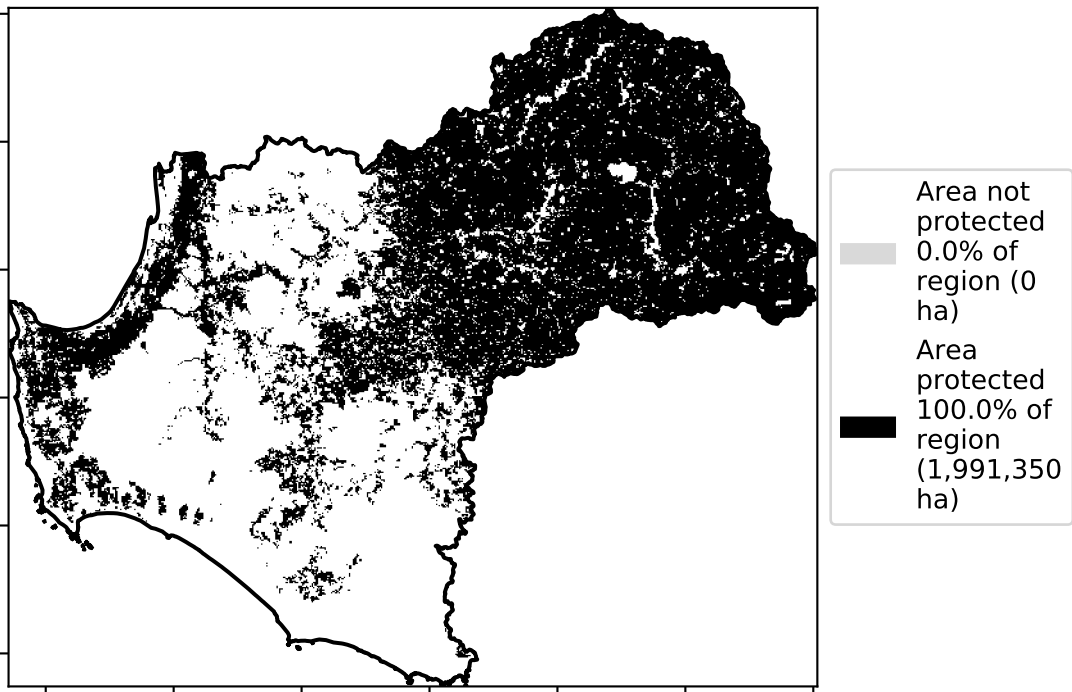 Area not
protected
0.0% of
region (0
ha)
Area
protected
100.0% of
region
(1,991,350
ha)